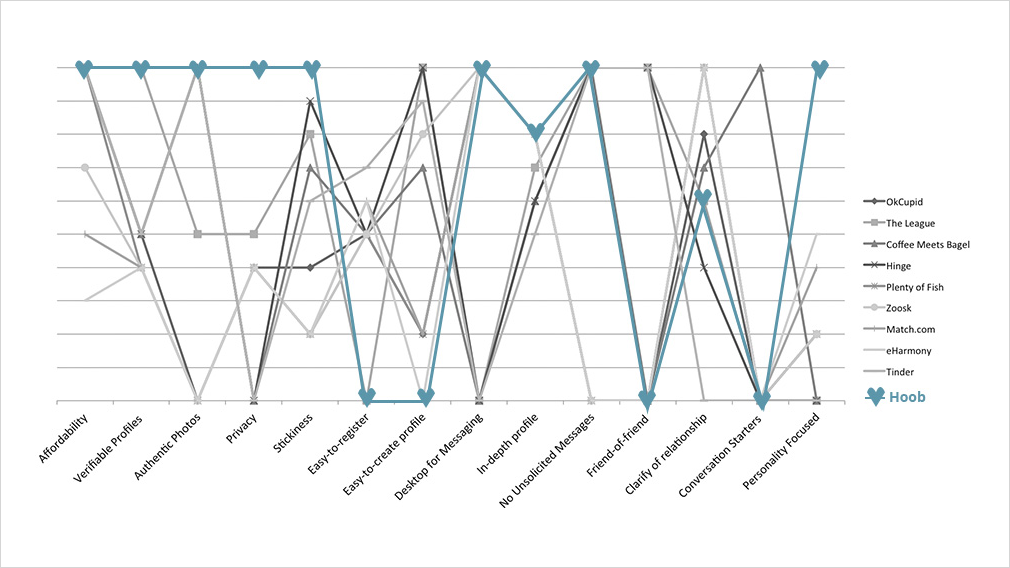 OkCupid
The League
Coffee Meets Bagel
Hinge
Plenty of Fish
Zoosk
Match.com
eHarmony
Tinder
Hoob
Affordability
Verifiable Profiles
Authentic Photos
Privacy
Stickiness
Easy-to-register
Easy-to-create profile
Desktop for Messaging
In-depth profile
No Unsolicited Messages
Friend-of-friend
Clarify of relationship
Conversation Starters
Personality Focused